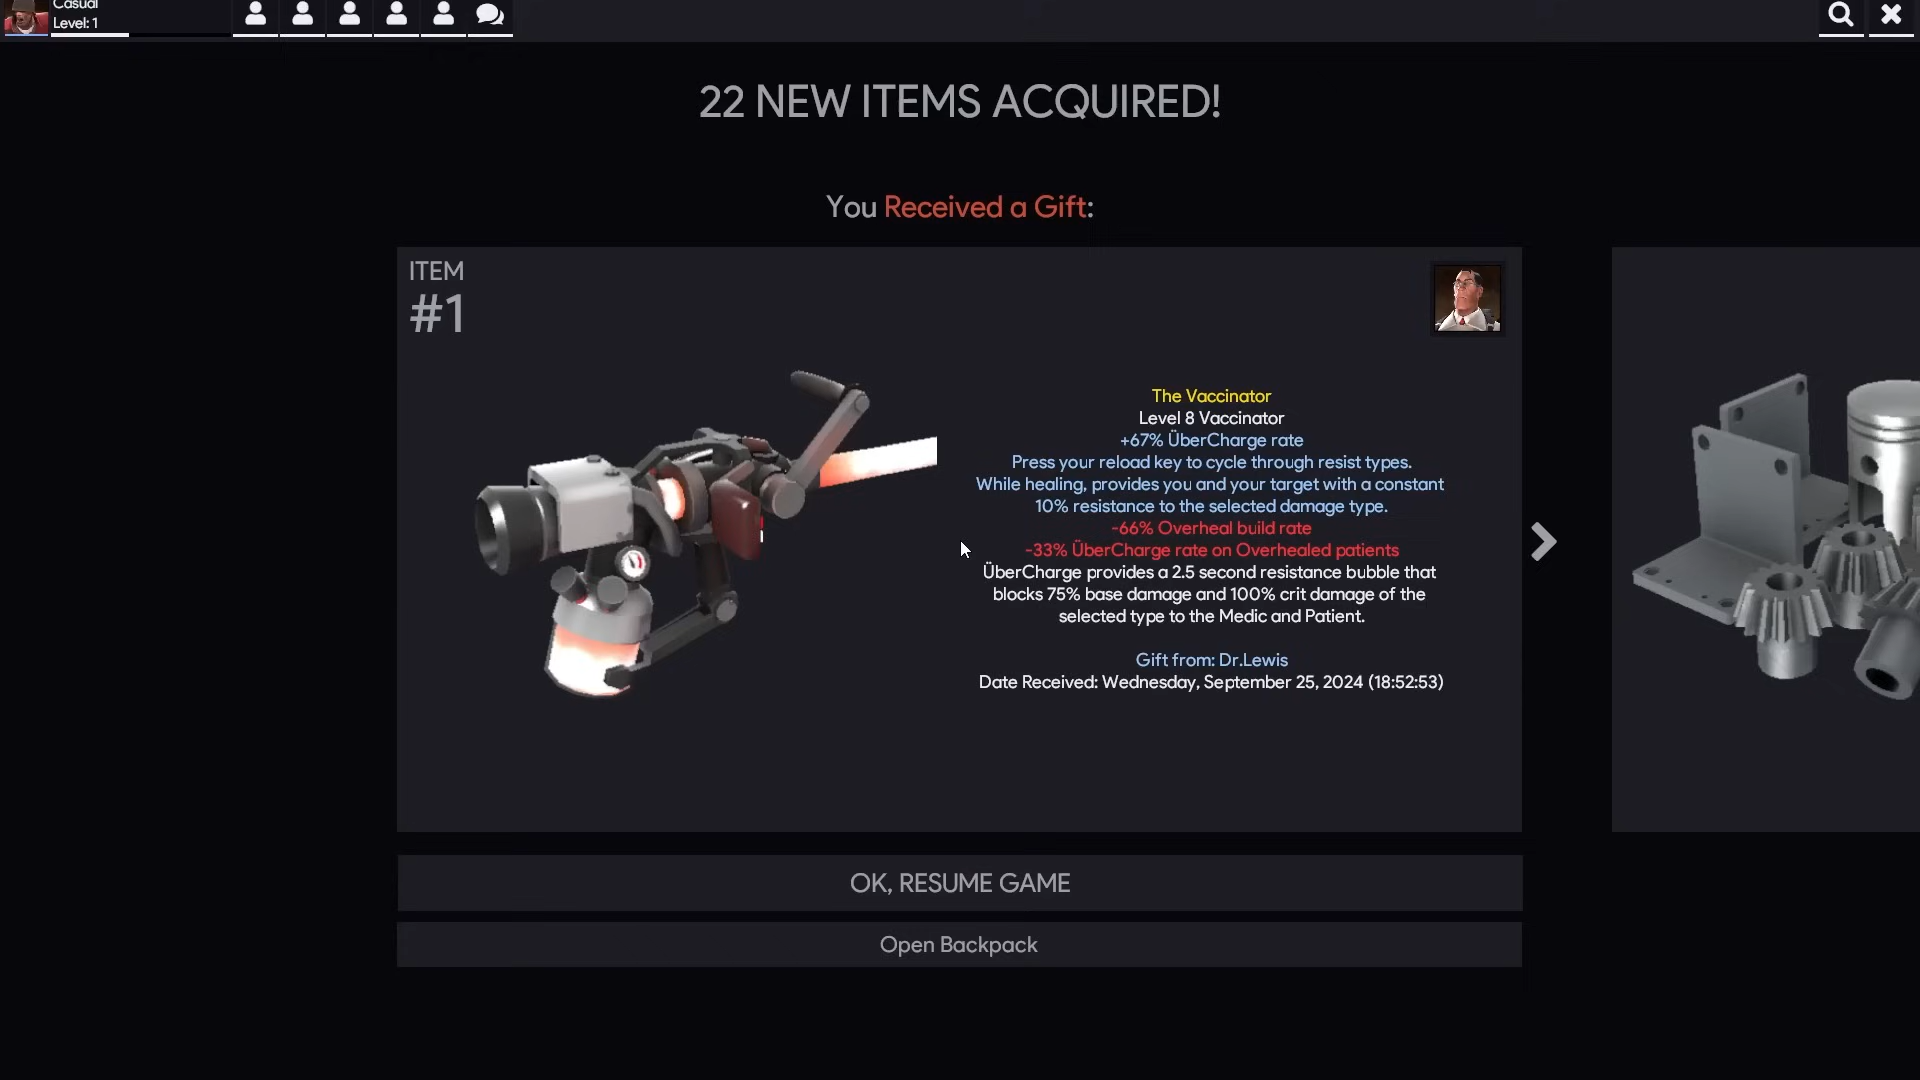 Casual
Level: 1
22 NEW ITEMS ACQUIRED!
You Received a Gift:
ITEM
#1
The Vaccinator
Level 8 Vaccinator
+67% ÜberCharge rate
Press your reload key to cycle through resist types.
While healing, provides you and your target with a constant
10% resistance to the selected damage type.
-66% Overheal build rate
-33% ÜberCharge rate on Overhealed patients
ÜberCharge provides a 2.5 second resistance bubble that
blocks 75% base damage and 100% crit damage of the
selected type to the Medic and Patient.
Gift from: Dr.Lewis
Date Received: Wednesday, September 25, 2024 (18:52:53)
OK, RESUME GAME
Open Backpack